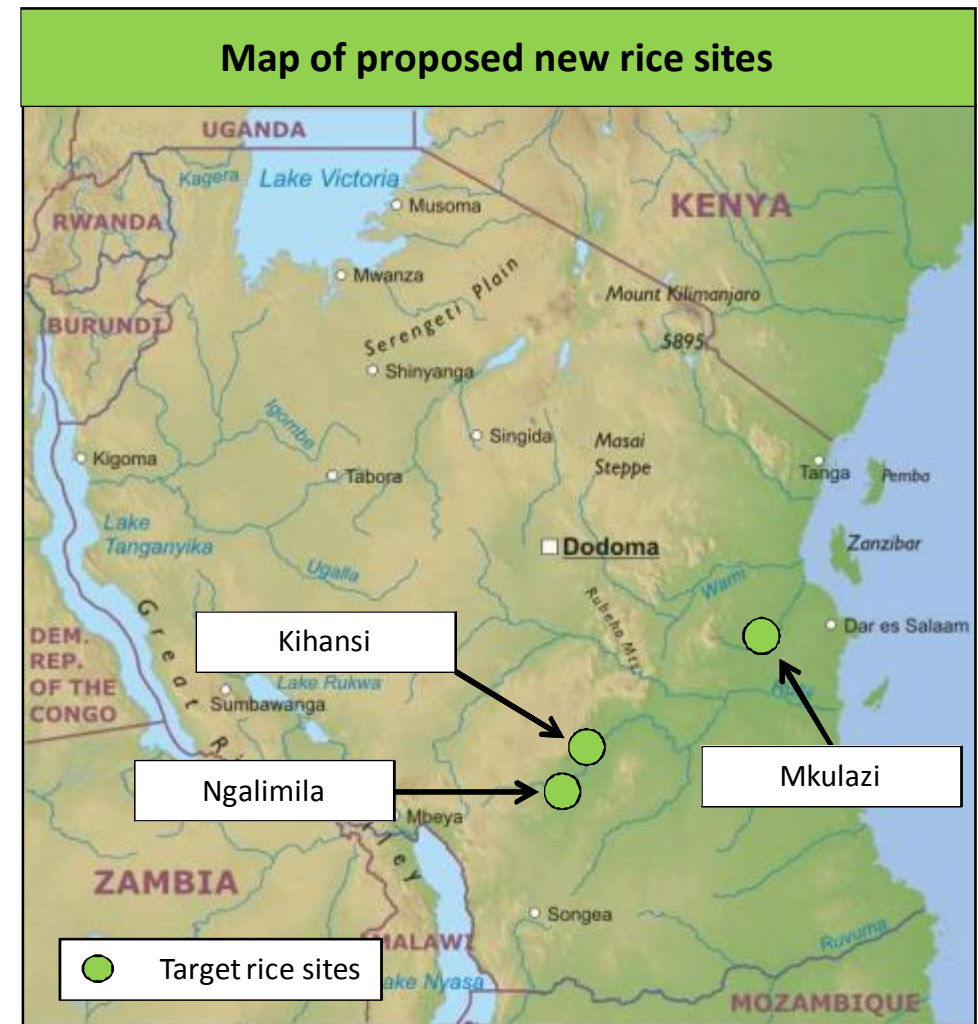 Map of proposed new rice sites
UGANDA
Kagera
Lake Victoria
Musoma
KENYA
RWANDA
Mwanza
Serengeti Plain
Mount Kilimanjaro
5895
BURUNDI
Shinyanga
Igombe
Singida
Masai
Steppe
Kigoma
Tabora
Tanga
Pemba
Lake
Tanganyika
Dodoma
Zanzibar
Ugalla
Wami
Rubeho Mts.
Great
Dar es Salaam
DEM.
REP.
OF THE
CONGO
Kihansi
Lake Rukwa
Sumbawanga
Ngalimila
Mkulazi
Mbeya
ZAMBIA
Songea
MALAWI
Ruvuma
Target rice sites
ake Nyasa
MOZAMBIQUE